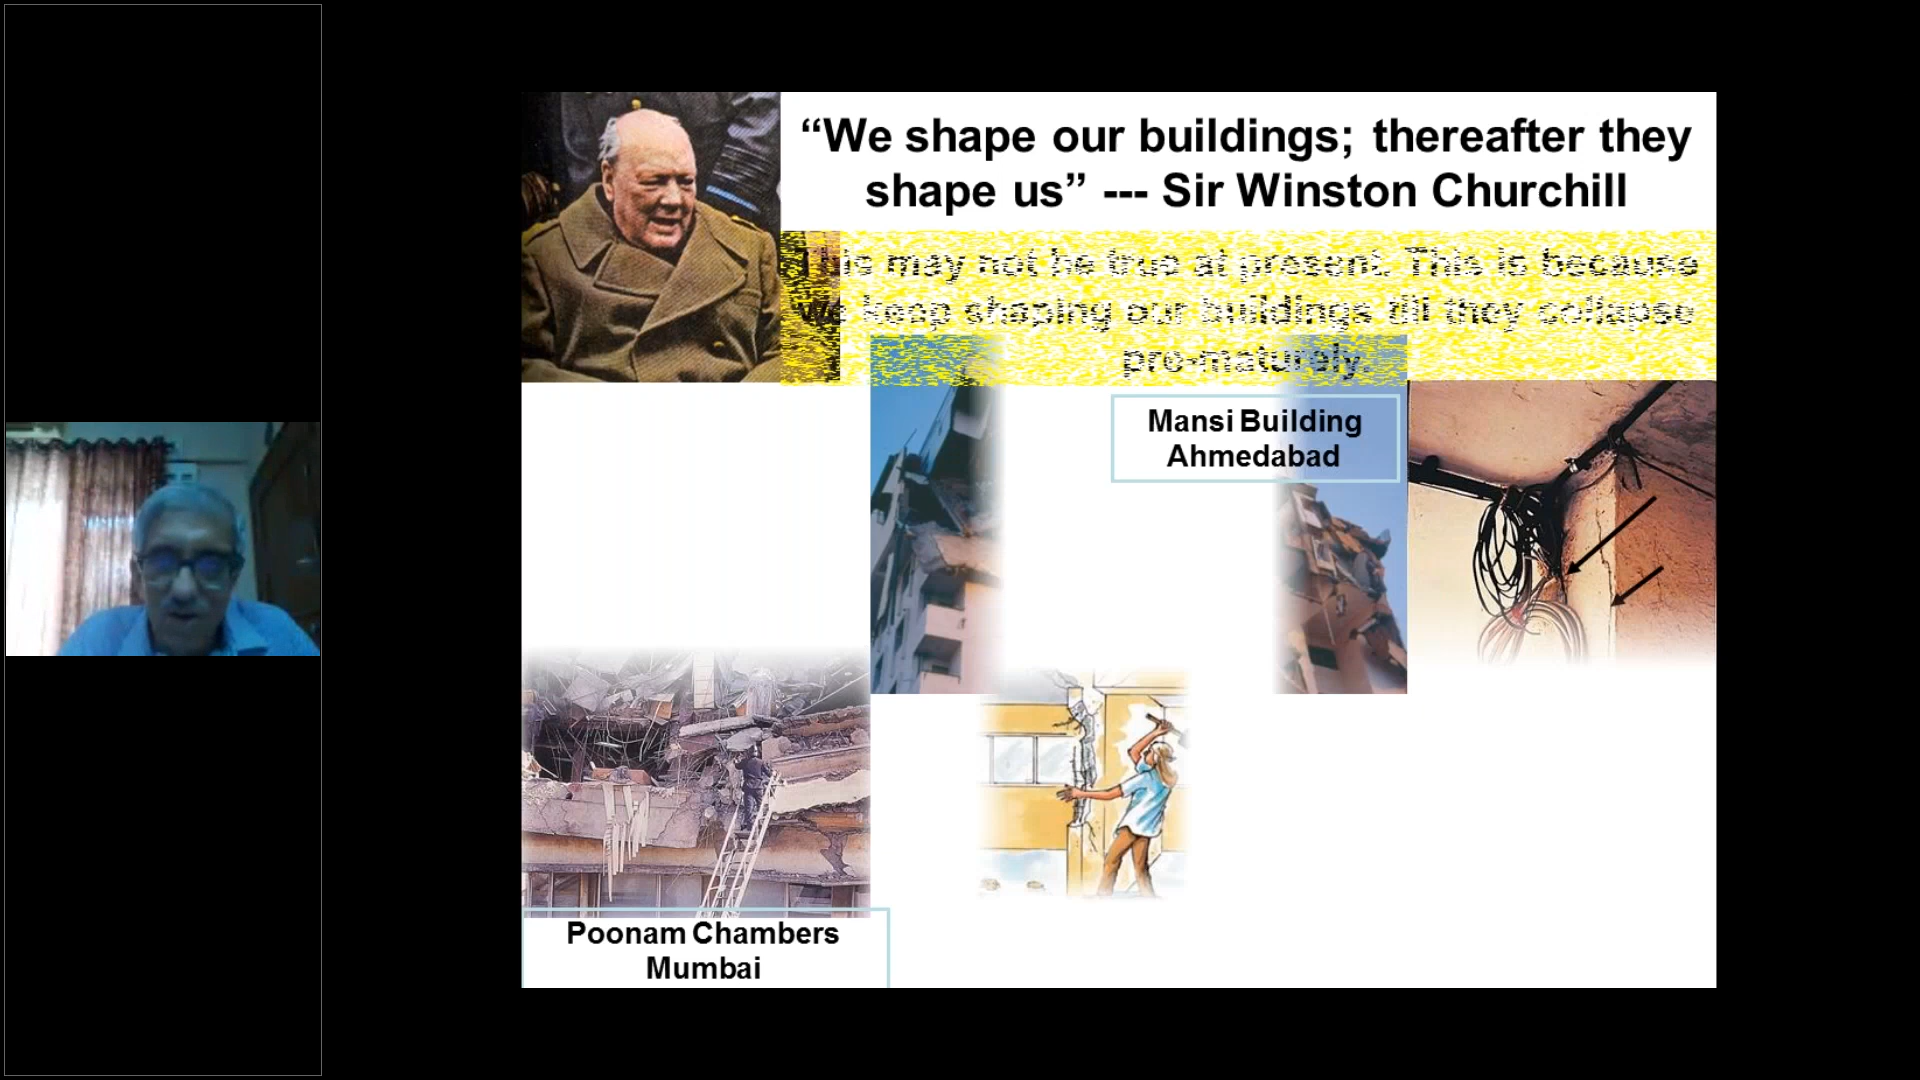 “We shape our buildings; thereafter they
shape us” --- Sir Winston Churchill
This may not be true at present. This is because
we keep shaping our buildings till they collapse
pre-maturely.
Mansi Building
Ahmedabad
Poonam Chambers
Mumbai